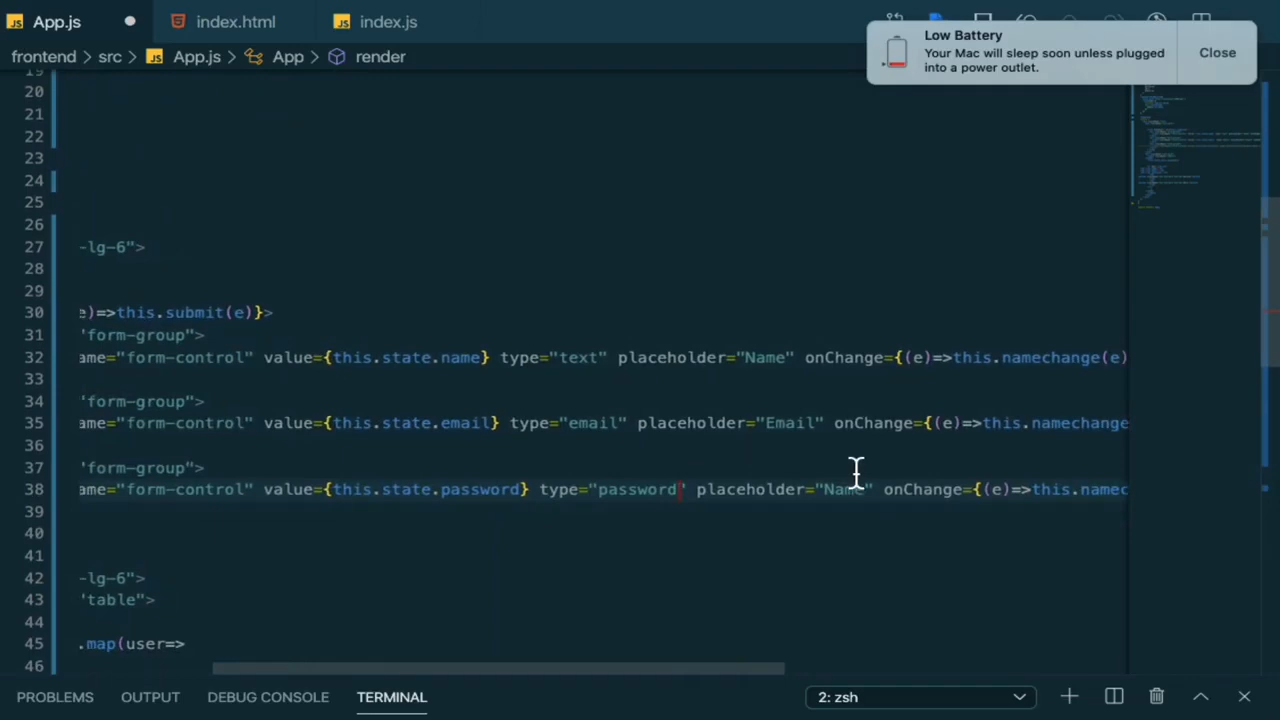 App.js
index.html
index.js
Low Battery
Your Mac will sleep soon unless plugged
into a power outlet.
Close
frontend > src > App.js > App > render
19
20
21
22
23
24
25
26
27 -lg-6">
28
29
30 e)=>this.submit(e)}>
31 "form-group">
32 ame="form-control" value={this.state.name} type="text" placeholder="Name" onChange={(e)=>this.namechange(e)
33
34 "form-group">
35 ame="form-control" value={this.state.email} type="email" placeholder="Email" onChange={(e)=>this.namechange
36
37 "form-group">
38 ame="form-control" value={this.state.password} type="password" placeholder="Name" onChange={(e)=>this.namec
39
40
41
42 -lg-6">
43 "table">
44
45 .map(user=>
46
PROBLEMS OUTPUT DEBUG CONSOLE TERMINAL 2: zsh